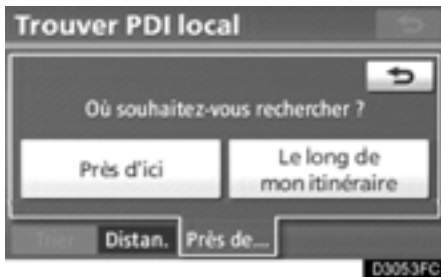 Trouver PDI local
Où souhaitez-vous rechercher ?
Près d'ici
Le long de
mon itinéraire
Trier Distan. Près de...
D3053FC